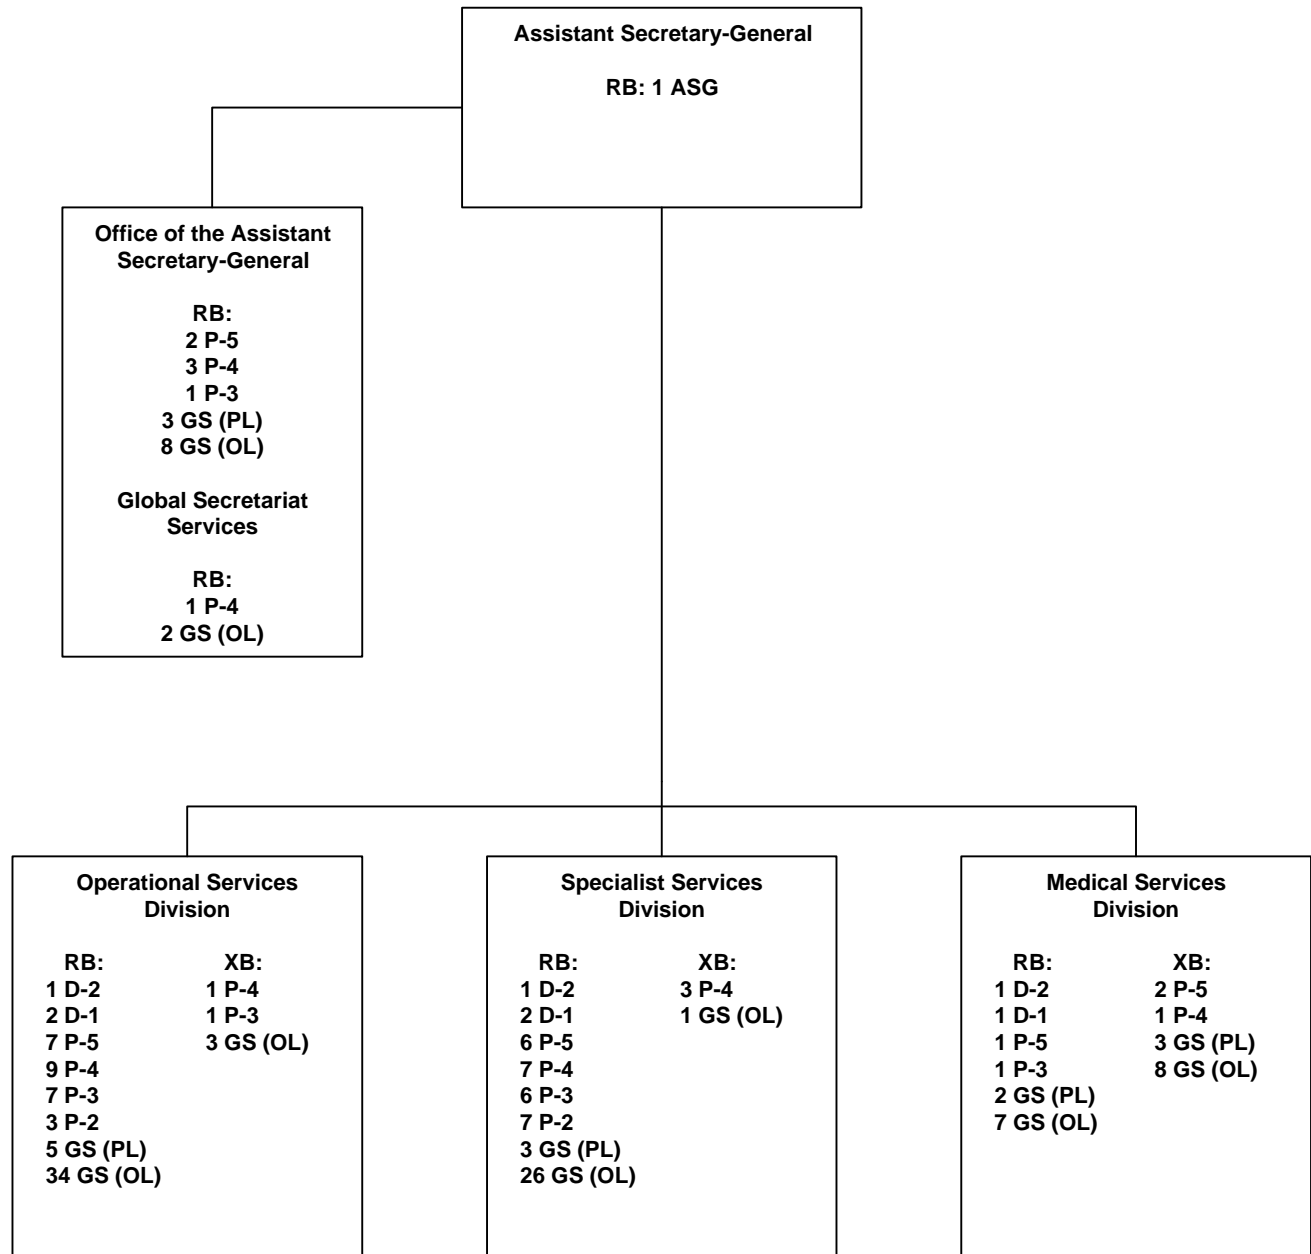 Assistant Secretary-General
RB: 1 ASG
Office of the Assistant
Secretary-General
RB:
2 P-5
3 P-4
1 P-3
3 GS (PL)
8 GS (OL)
Global Secretariat
Services
RB:
1 P-4
2 GS (OL)
Operational Services
Division
RB:
1 D-2
2 D-1
7 P-5
9 P-4
7 P-3
3 P-2
5 GS (PL)
34 GS (OL)
XB:
1 P-4
1 P-3
3 GS (OL)
Specialist Services
Division
RB:
1 D-2
2 D-1
6 P-5
7 P-4
6 P-3
7 P-2
3 GS (PL)
26 GS (OL)
XB:
3 P-4
1 GS (OL)
Medical Services
Division
RB:
1 D-2
1 D-1
1 P-5
1 P-3
2 GS (PL)
7 GS (OL)
XB:
2 P-5
1 P-4
3 GS (PL)
8 GS (OL)